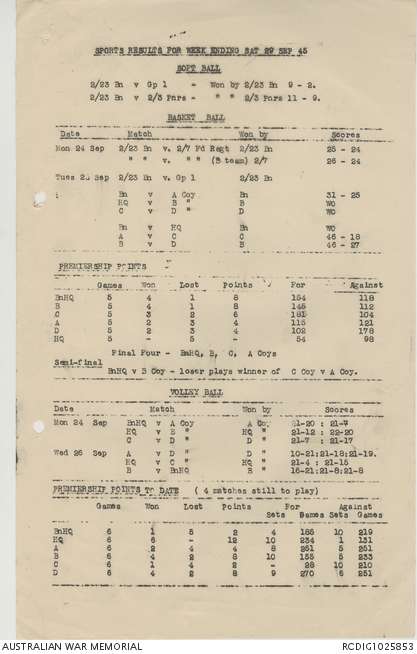 SPORTS RESULTS FOR WEEK ENDING SAT 29 SEP 45
SOFT BALL
2/23 Bn v Gp 1 - Won by 2/23 Bn 9 - 2.
2/23 Bn v 2/3 Pnrs - " " 2/3 Pnrs 11 - 9.
BASKET BALL
Date Match Won by Scores
Mon 24 Sep 2/23 Bn v. 2/7 Fd Regt 2/23 Bn 25 - 24
" " v. " " (B team) 2/7 26 - 24
Tues 25 Sep 2/23 Bn v. Gp 1 2/23 Bn
Bn v A Coy Bn 31 - 25
HQ v B " B WO
C v D " D WO
Bn v HQ Bn WO
A v C C 46 - 18
B v D B 46 - 27
PREMIERSHIP POINTS
Games Won Lost Points For Against
BnHQ 5 4 1 8 154 118
B 5 4 1 8 145 112
C 5 3 2 6 181 104
A 5 2 3 4 115 121
D 5 2 3 4 102 178
HQ 5 - 5 - 54 98
Final Four - BnHQ, B, C, A Coys
Semi-final
BnHQ v B Coy - loser plays winner of C Coy v A Coy.
VOLLEY BALL
Date Match Won by Scores
Mon 24 Sep BnHQ v A Coy A Coy 21-20 : 21-7
HQ v B " HQ " 21-12 : 22-20
C v D " D " 21-7 : 21-17
Wed 26 Sep A v D " D " 10-21:21-18:21-19.
HQ v C " HQ " 21-4 : 21-15
B v BnHQ B " 16-21:21-8:21-8
PREMIERSHIP POINTS TO DATE ( 4 matches still to play)
Games Won Lost Points For Against
Sets Games Sets Games
BnHQ 6 1 5 2 4 185 10 219
HQ 6 6 - 12 10 234 1 131
A 6 2 4 4 8 251 5 251
B 6 4 2 8 10 155 5 233
C 6 1 4 2 - 28 10 210
D 6 4 2 8 9 270 6 251
AUSTRALIAN WAR MEMORIAL RCDIG1025853